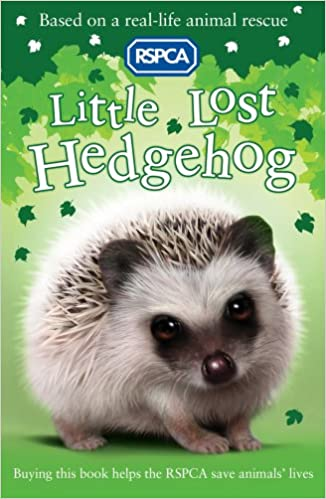 Based on a real-life animal rescue
RSPCA
Little Lost
Hedgehog
Buying this book helps the RSPCA save animals' lives